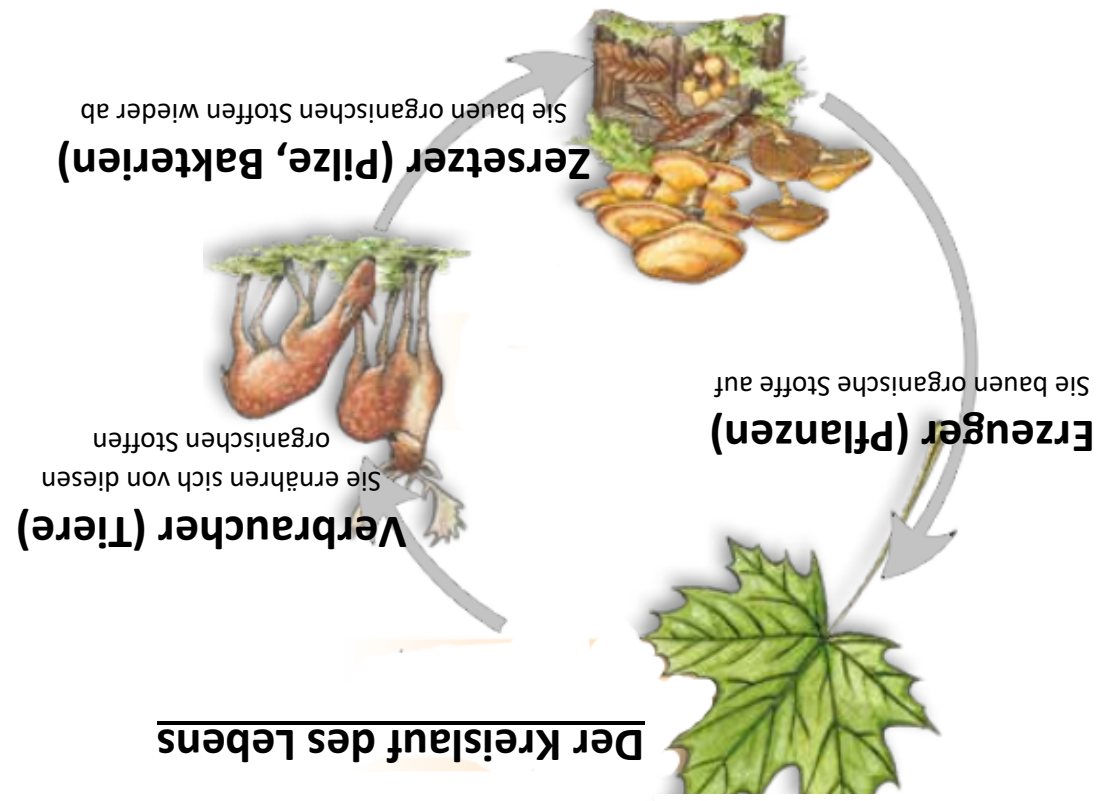 Der Kreislauf des Lebens
Erzeuger (Pflanzen)
Sie bauen organische Stoffe auf
Verbraucher (Tiere)
Sie ernähren sich von diesen
organischen Stoffen
Zersetzer (Pilze, Bakterien)
Sie bauen organischen Stoffen wieder ab